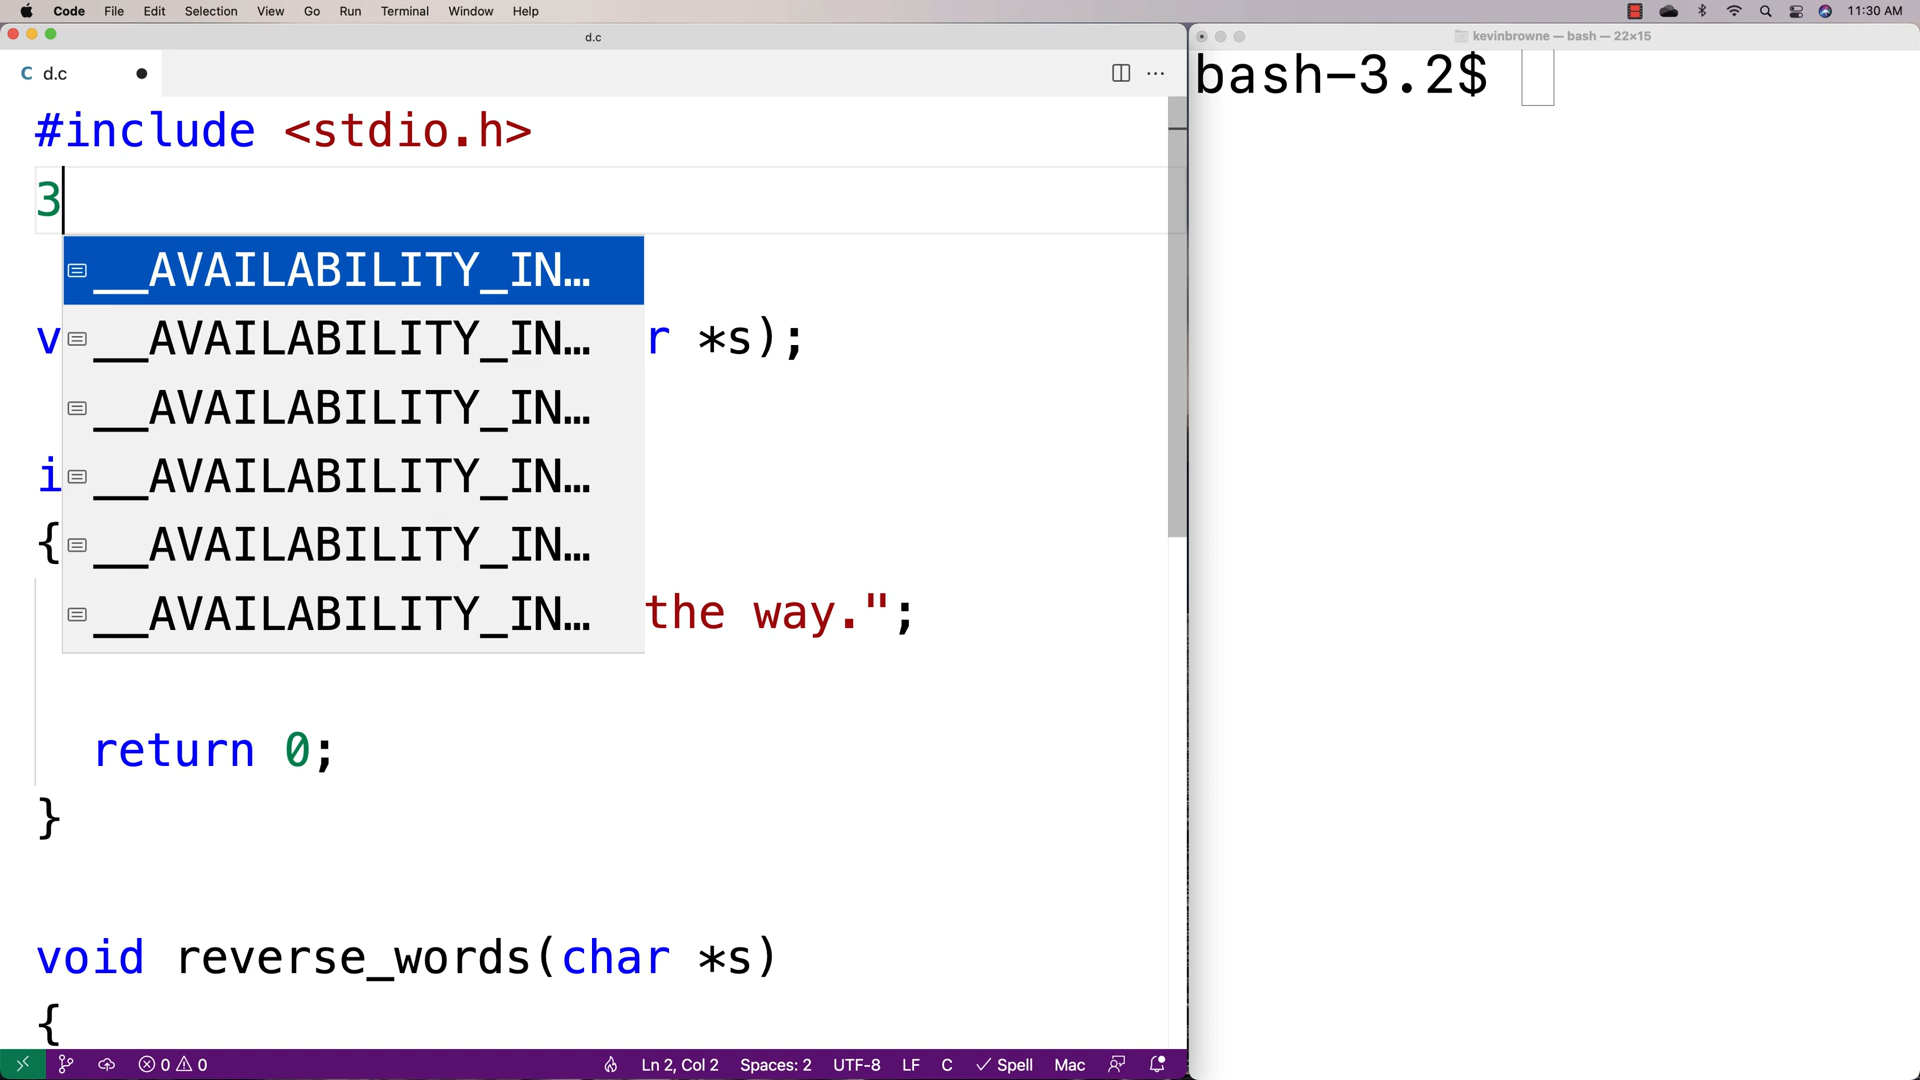 Code File Edit Selection View Go Run Terminal Window Help 11:30 AM
d.c
kevinbrowne — bash — 22×15
C d.c
bash-3.2$
#include <stdio.h>
3
__AVAILABILITY_IN…
v __AVAILABILITY_IN… r *s);
__AVAILABILITY_IN…
i __AVAILABILITY_IN…
{ __AVAILABILITY_IN…
__AVAILABILITY_IN… the way.";
return 0;
}
void reverse_words(char *s)
{
0 0 Ln 2, Col 2 Spaces: 2 UTF-8 LF C Spell Mac